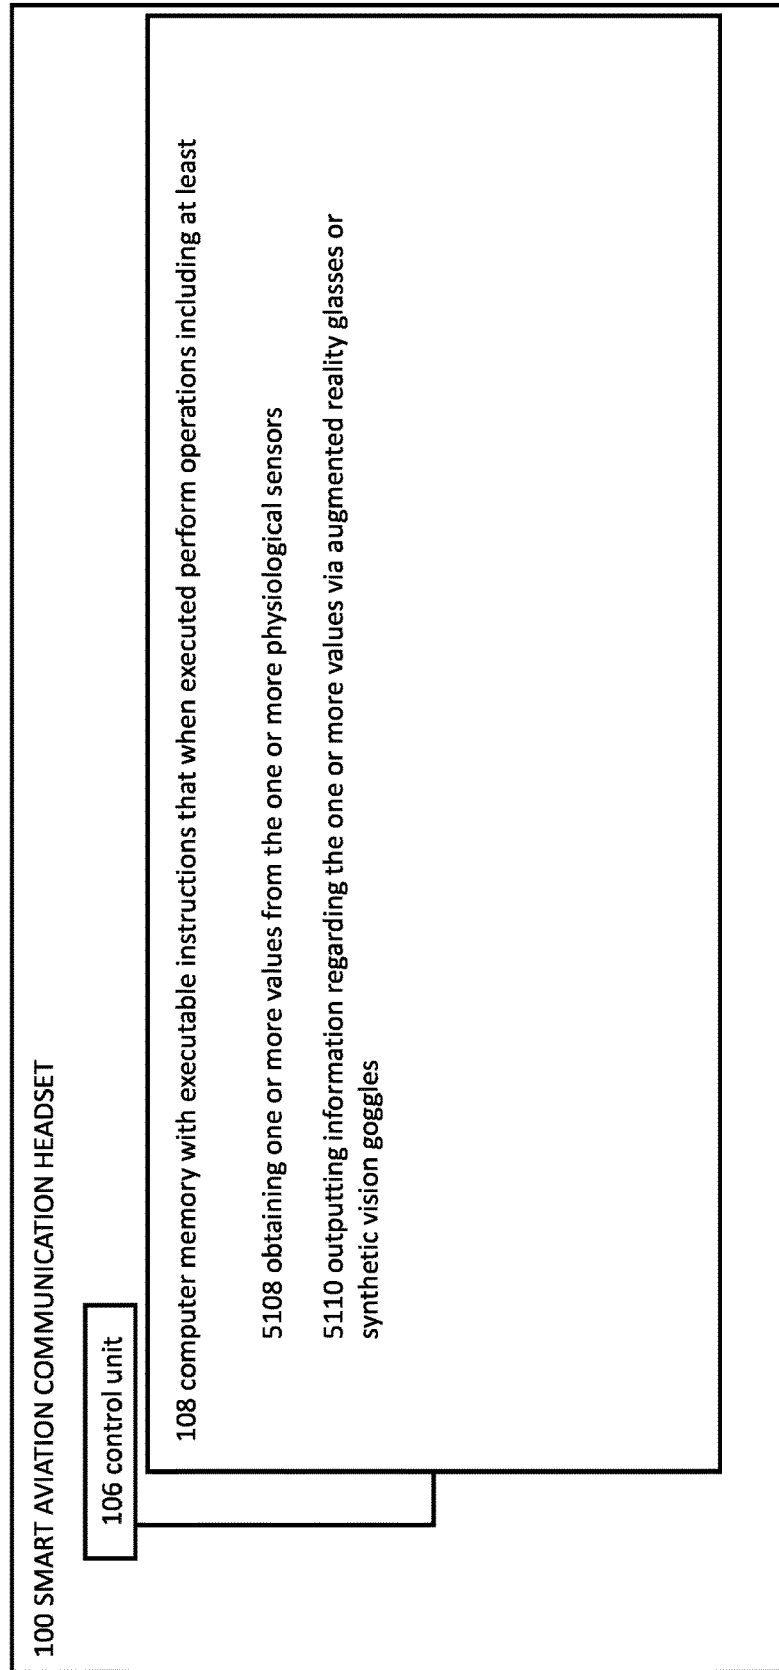 100 SMART AVIATION COMMUNICATION HEADSET
106 control unit
108 computer memory with executable instructions that when executed perform operations including at least
5108 obtaining one or more values from the one or more physiological sensors
5110 outputting information regarding the one or more values via augmented reality glasses or
synthetic vision goggles